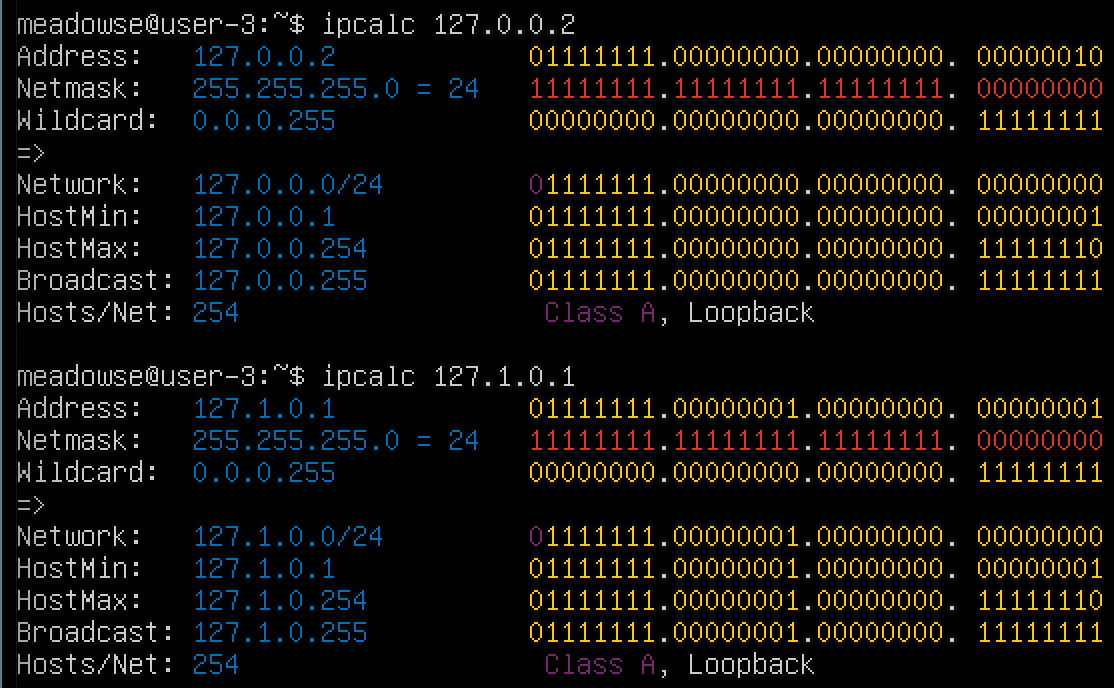 meadowse@user-3:~$ ipcalc 127.0.0.2
Address:   127.0.0.2            01111111.00000000.00000000. 00000010
Netmask:   255.255.255.0 = 24   11111111.11111111.11111111. 00000000
Wildcard:  0.0.0.255            00000000.00000000.00000000. 11111111
=>
Network:   127.0.0.0/24         01111111.00000000.00000000. 00000000
HostMin:   127.0.0.1            01111111.00000000.00000000. 00000001
HostMax:   127.0.0.254          01111111.00000000.00000000. 11111110
Broadcast: 127.0.0.255          01111111.00000000.00000000. 11111111
Hosts/Net: 254                   Class A, Loopback
meadowse@user-3:~$ ipcalc 127.1.0.1
Address:   127.1.0.1            01111111.00000001.00000000. 00000001
Netmask:   255.255.255.0 = 24   11111111.11111111.11111111. 00000000
Wildcard:  0.0.0.255            00000000.00000000.00000000. 11111111
=>
Network:   127.1.0.0/24         01111111.00000001.00000000. 00000000
HostMin:   127.1.0.1            01111111.00000001.00000000. 00000001
HostMax:   127.1.0.254          01111111.00000001.00000000. 11111110
Broadcast: 127.1.0.255          01111111.00000001.00000000. 11111111
Hosts/Net: 254                   Class A, Loopback